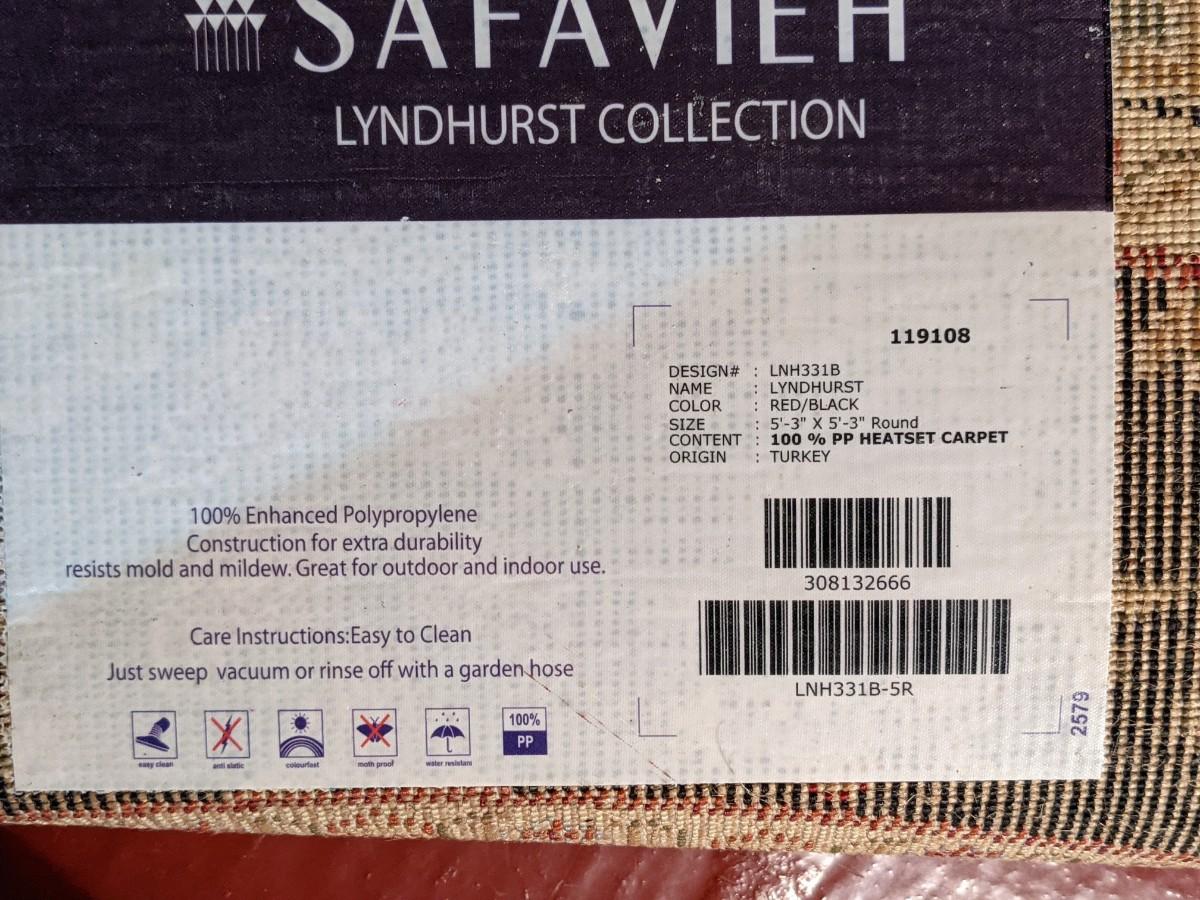 SAFAVIEH
LYNDHURST COLLECTION
119108
DESIGN# : LNH331B
NAME : LYNDHURST
COLOR : RED/BLACK
SIZE : 5'-3" X 5'-3" Round
CONTENT : 100 % PP HEATSET CARPET
ORIGIN : TURKEY
308132666
LNH331B-5R
2579
100% Enhanced Polypropylene
Construction for extra durability
resists mold and mildew. Great for outdoor and indoor use.
Care Instructions:Easy to Clean
Just sweep vacuum or rinse off with a garden hose
100%
PP
easy clean
anti static
colourfast
moth proof
water resistant